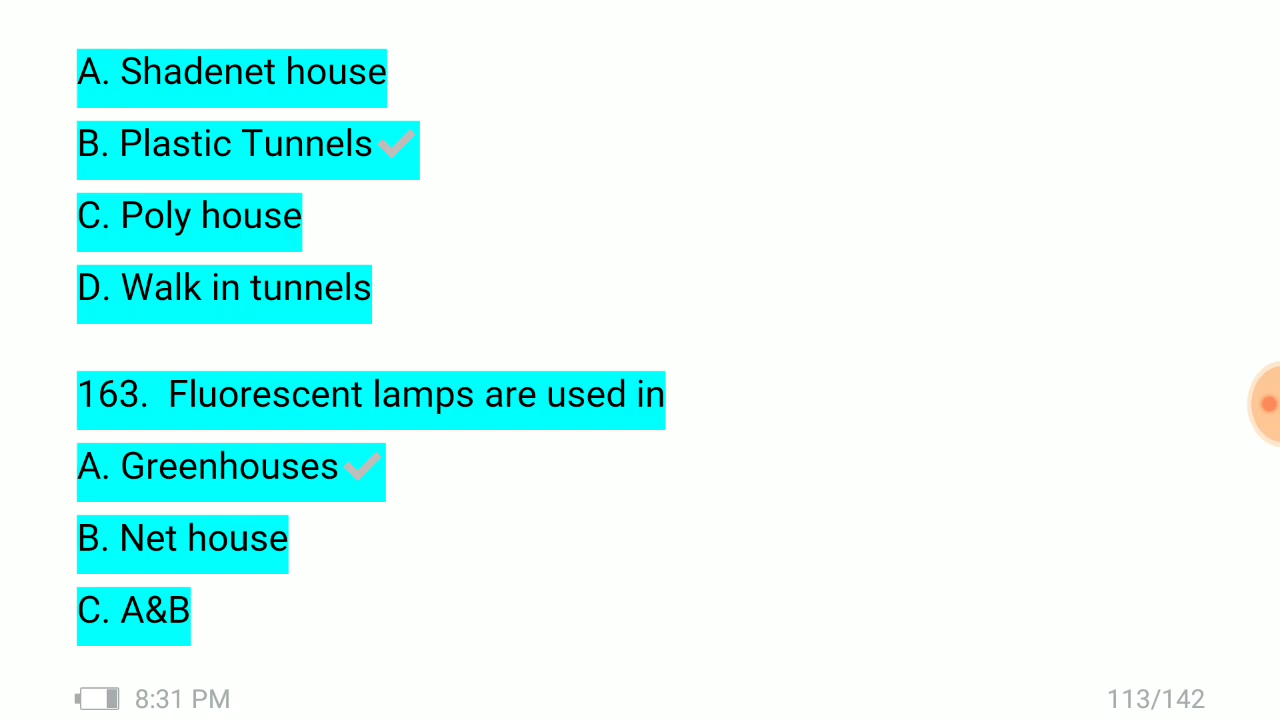 A. Shadenet house
B. Plastic Tunnels✔
C. Poly house
D. Walk in tunnels
163. Fluorescent lamps are used in
A. Greenhouses✔
B. Net house
C. A&B
8:31 PM
113/142